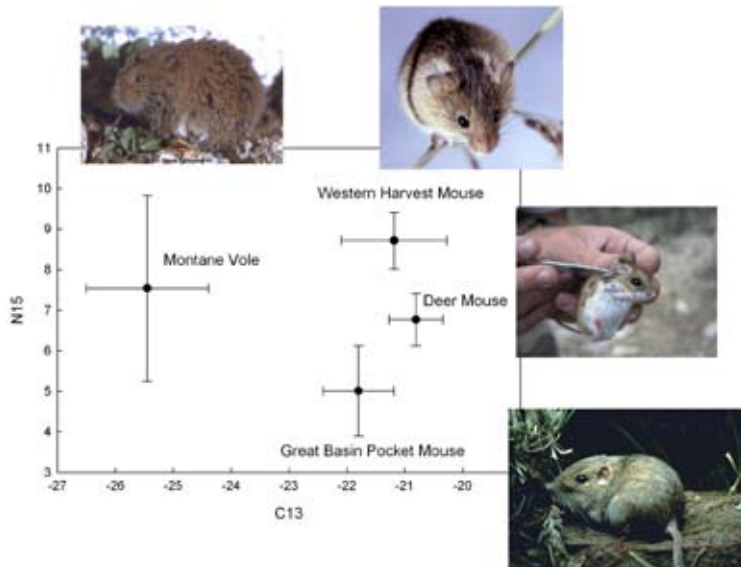 11
10
9
8
7
6
5
4
3
N15
Western Harvest Mouse
Montane Vole
Deer Mouse
Great Basin Pocket Mouse
-27
-26
-25
-24
-23
-22
-21
-20
C13